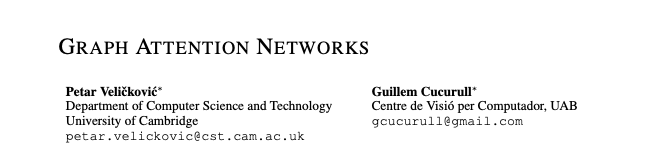 GRAPH ATTENTION NETWORKS
Petar Veličković*
Department of Computer Science and Technology
University of Cambridge
petar.velickovic@cst.cam.ac.uk
Guillem Cucurull*
Centre de Visió per Computador, UAB
gcucurull@gmail.com